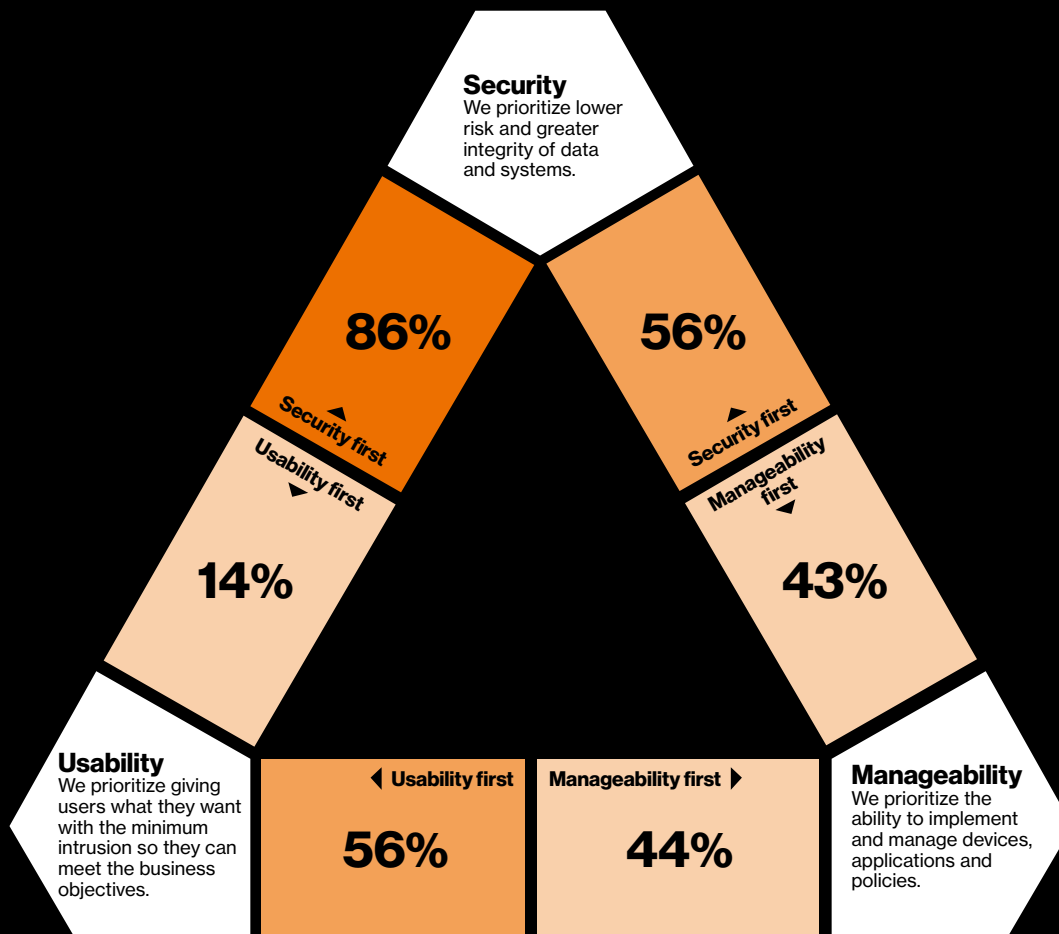 Security
We prioritize lower
risk and greater
integrity of data
and systems.
86%
56%
Security first
Security first
Usability first
Manageability
first
14%
43%
Usability
We prioritize giving
users what they want
with the minimum
intrusion so they can
meet the business
objectives.
Usability first
Manageability first
56%
44%
Manageability
We prioritize the
ability to implement
and manage devices,
applications and
policies.